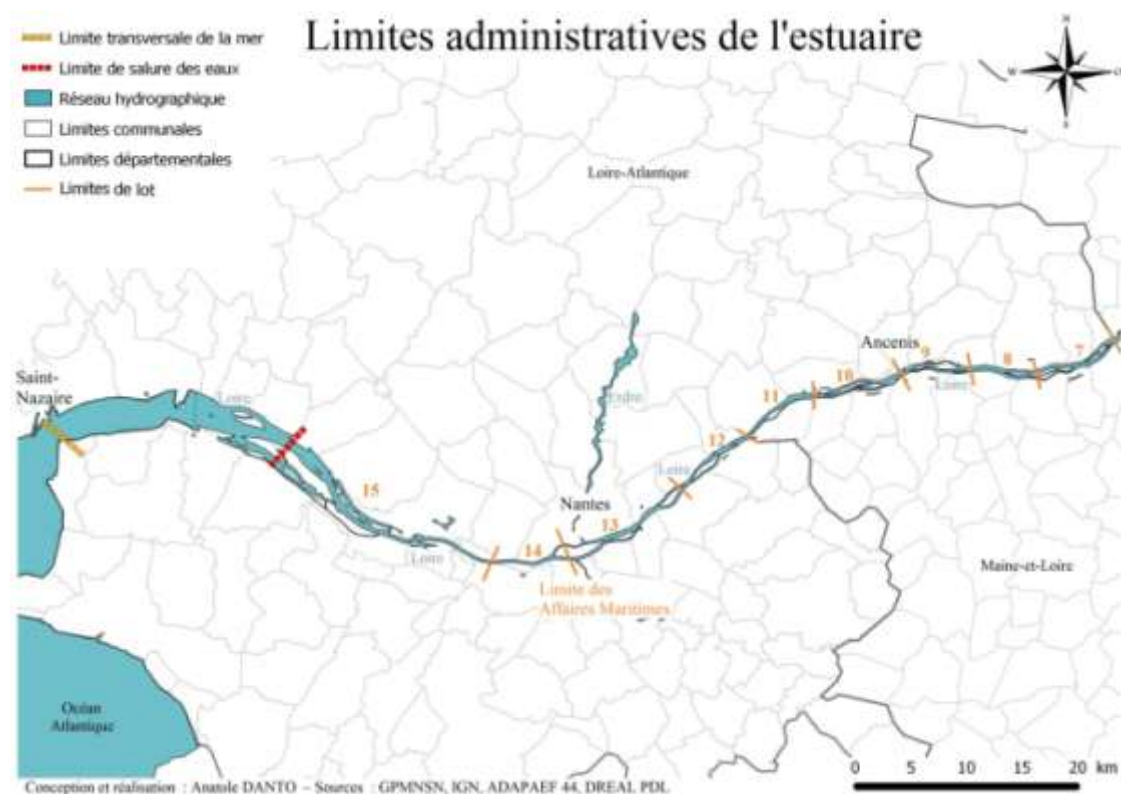 Limites administratives de l'estuaire
Limite transversale de la mer
Limite de salure des eaux
Réseau hydrographique
Limites communales
Limites départementales
Limites de lot
N
W
S
Loire-Atlantique
Saint-
Nazaire
Loire
Erdre
Ancenis
7
8
9
Loire
10
11
12
Loire
Nantes
13
14
15
Loire
Limite des
Affaires Maritimes
Maine-et-Loire
Océan
Atlantique
0 5 10 20 km
Conception et réalisation : Anatole DANTO – Sources : GPMNSN, IGN, ADAPAEF 44, DREAL PDL